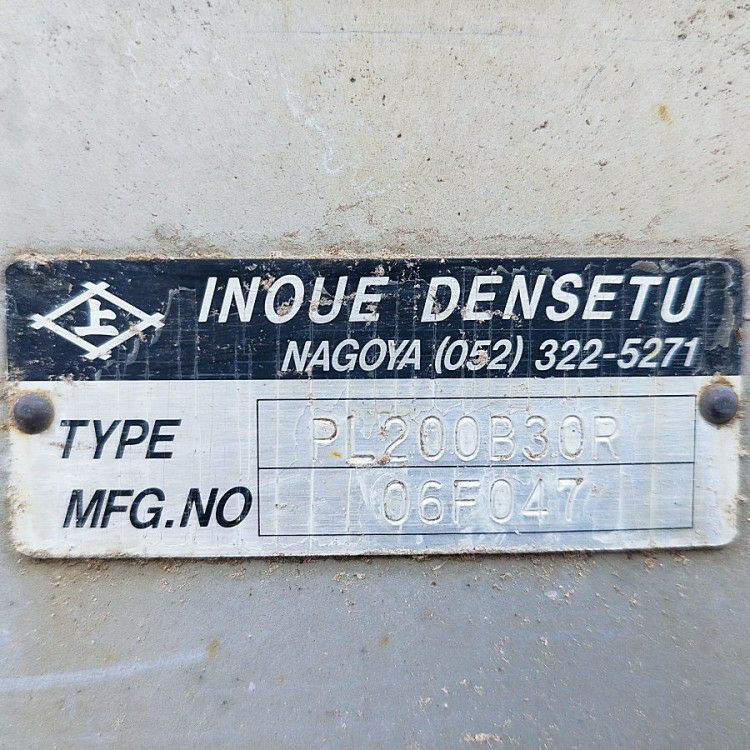 上 INOUE DENSETU
NAGOYA (052) 322-5271
TYPE PL200B30R
MFG.NO 06F047